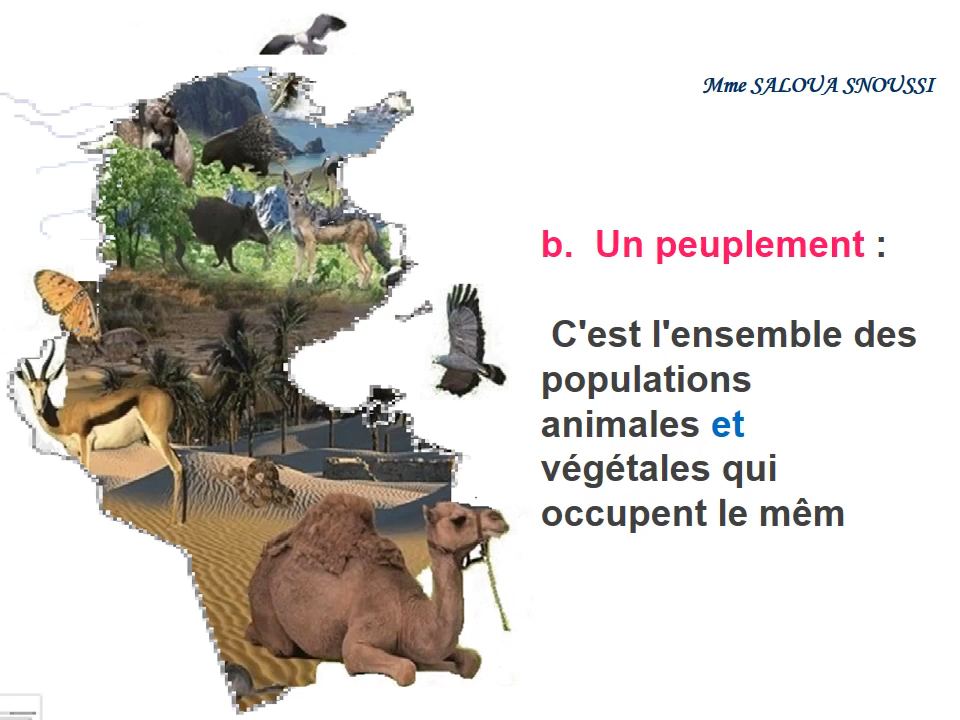 Mme SALOUA SNOUSSI
b. Un peuplement :
C'est l'ensemble des
populations
animales et
végétales qui
occupent le mêm